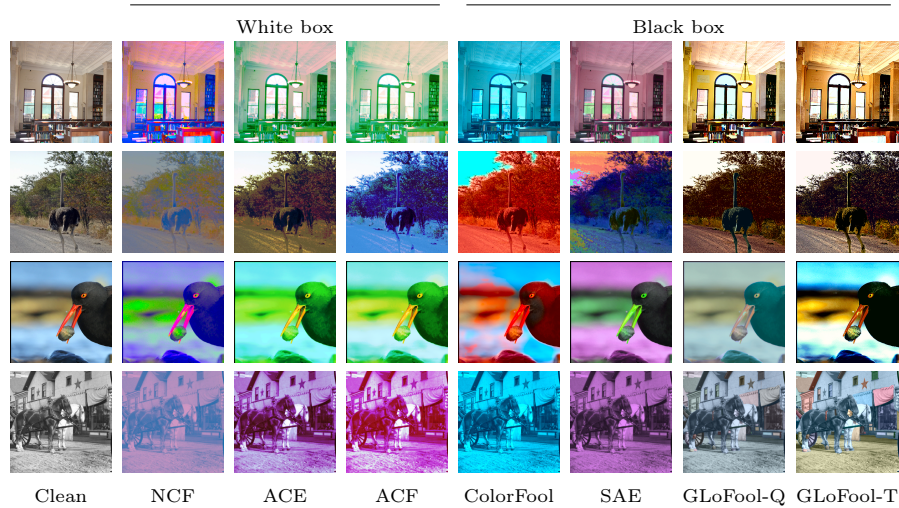 White box
Black box
Clean
NCF
ACE
ACF
ColorFool
SAE
GLoFool-Q
GLoFool-T